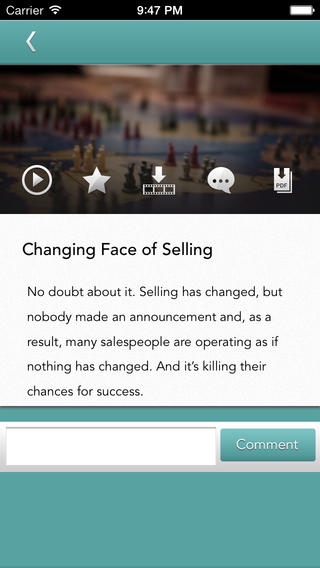 Carrier 9:47 PM
PDF
Changing Face of Selling
No doubt about it. Selling has changed, but
nobody made an announcement and, as a
result, many salespeople are operating as if
nothing has changed. And it’s killing their
chances for success.
Comment